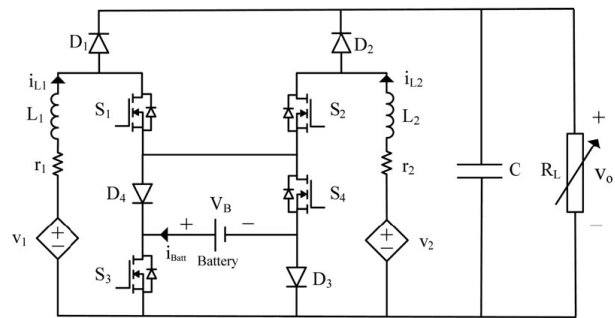 D1 D2
iL1 iL2
S1 S2
L1 L2
r1 r2
D4 S4
C RL + vo −
VB
+ −
v1 + − iBatt Battery + − v2
S3 D3